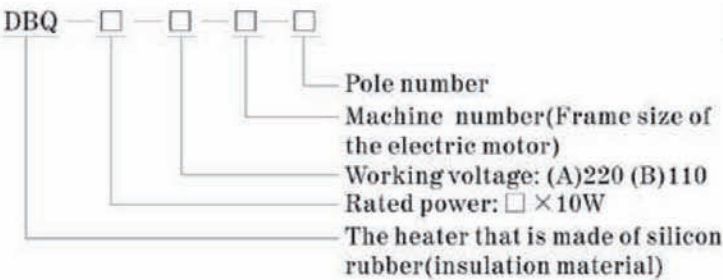 DBQ — □ — □ — □ — □
Pole number
Machine number(Frame size of
the electric motor)
Working voltage: (A)220 (B)110
Rated power: □ ×10W
The heater that is made of silicon
rubber(insulation material)